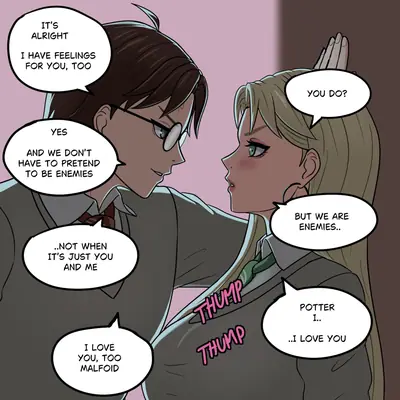 IT'S
ALRIGHT
I HAVE FEELINGS
FOR YOU, TOO
YOU DO?
YES
AND WE DON'T
HAVE TO PRETEND
TO BE ENEMIES
BUT WE ARE
ENEMIES..
..NOT WHEN
IT'S JUST YOU
AND ME
THUMP
THUMP
POTTER
I..
..I LOVE YOU
I LOVE
YOU, TOO
MALFOID